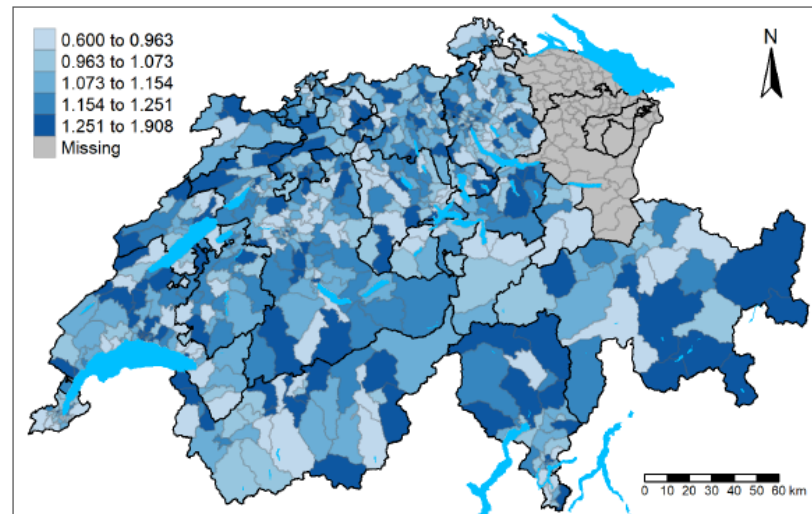 0.600 to 0.963
0.963 to 1.073
1.073 to 1.154
1.154 to 1.251
1.251 to 1.908
Missing
N
0 10 20 30 40 50 60 km